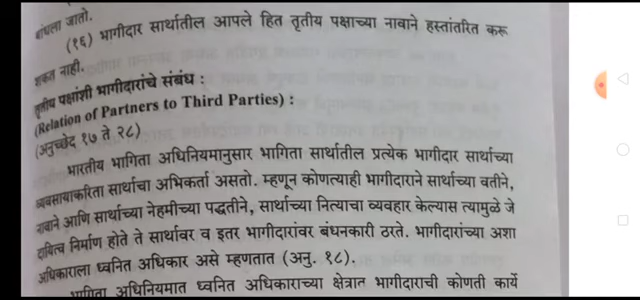 बांधला जातो.
(१६) भागीदार सार्थातील आपले हित तृतीय पक्षाच्या नावाने हस्तांतरित करू
शकत नाही.
तृतीय पक्षांशी भागीदारांचे संबंध :
(Relation of Partners to Third Parties) :
(अनुच्छेद १७ ते २८)
भारतीय भागिता अधिनियमानुसार भागिता सार्थातील प्रत्येक भागीदार सार्थाच्या
व्यवसायाकरिता सार्थाचा अभिकर्ता असतो. म्हणून कोणत्याही भागीदाराने सार्थाच्या वतीने,
नावाने आणि सार्थाच्या नेहमीच्या पद्धतीने, सार्थाच्या नित्याचा व्यवहार केल्यास त्यामुळे जे
दायित्व निर्माण होते ते सार्थावर व इतर भागीदारांवर बंधनकारी ठरते. भागीदारांच्या अशा
अधिकाराला ध्वनित अधिकार असे म्हणतात (अनु. १८).
भागिता अधिनियमात ध्वनित अधिकाराच्या क्षेत्रात भागीदाराची कोणती कार्ये